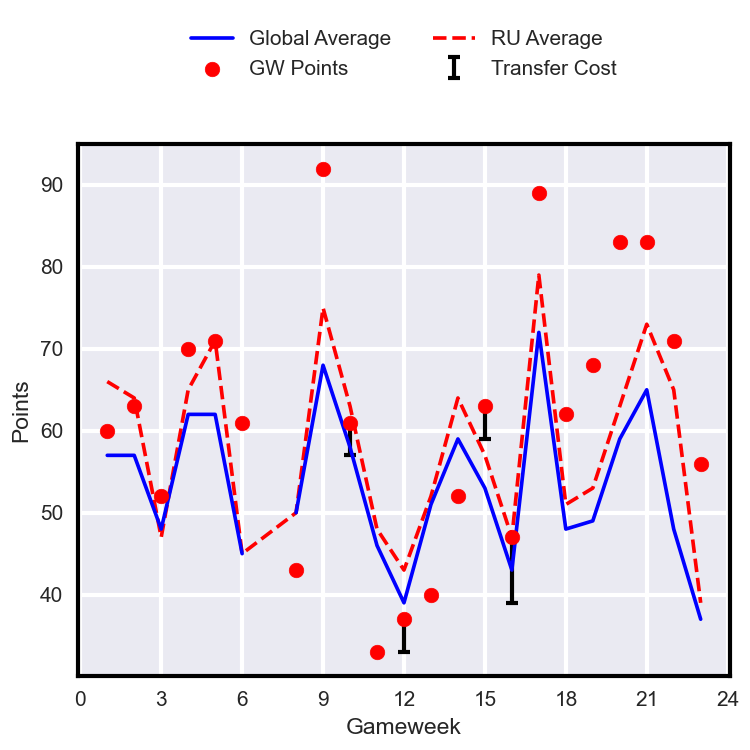 Global Average
RU Average
GW Points
Transfer Cost
90
80
70
60
50
40
Points
0 3 6 9 12 15 18 21 24
Gameweek